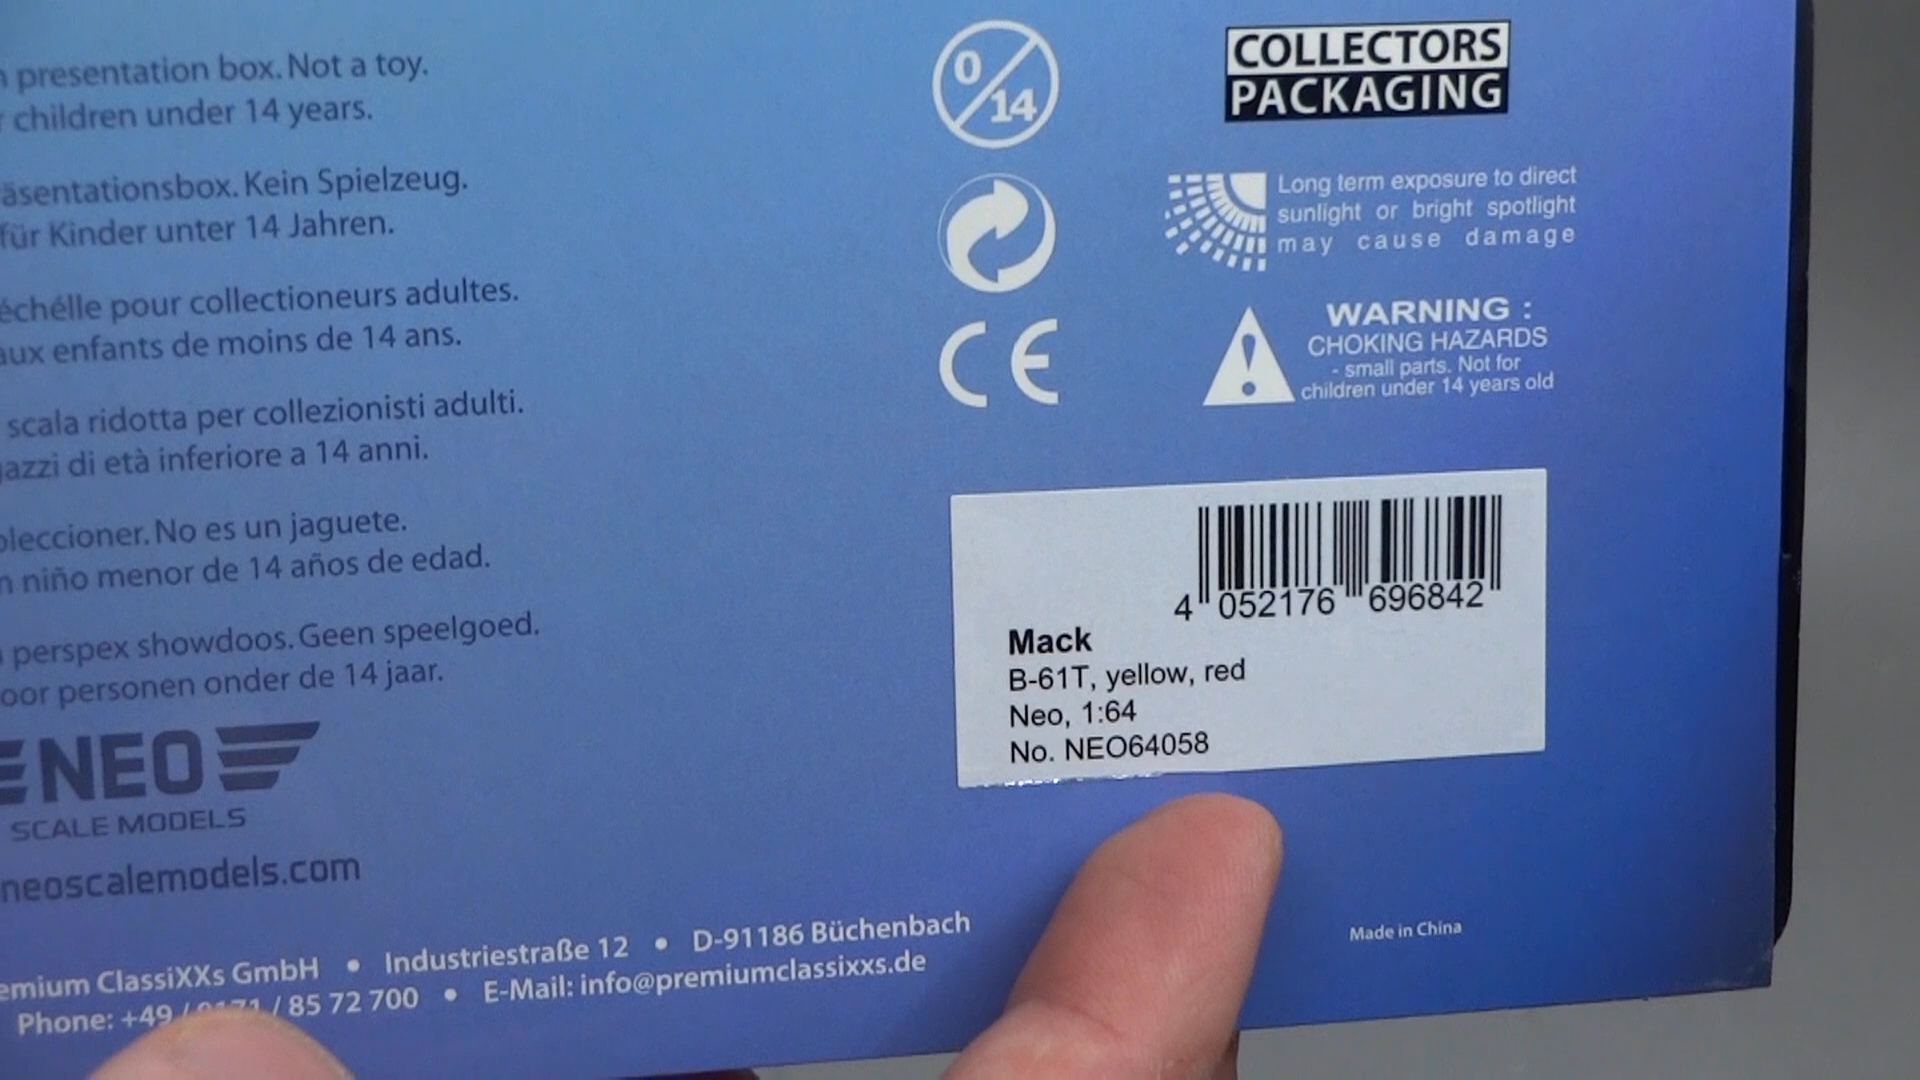 presentation box. Not a toy.
children under 14 years.
äsentationsbox. Kein Spielzeug.
für Kinder unter 14 Jahren.
échélle pour collectioneurs adultes.
aux enfants de moins de 14 ans.
scala ridotta per collezionisti adulti.
gazzi di età inferiore a 14 anni.
oleccioner. No es un jaguete.
n niño menor de 14 años de edad.
perspex showdoos. Geen speelgoed.
oor personen onder de 14 jaar.
NEO
SCALE MODELS
neoscalemodels.com
emium ClassiXXs GmbH • Industriestraße 12 • D-91186 Büchenbach
Phone: +49 / 85 72 700 • E-Mail: info@premiumclassixxs.de
0
14
CE
COLLECTORS
PACKAGING
Long term exposure to direct
sunlight or bright spotlight
may cause damage
WARNING :
CHOKING HAZARDS
- small parts. Not for
children under 14 years old
4 052176 696842
Mack
B-61T, yellow, red
Neo, 1:64
No. NEO64058
Made in China